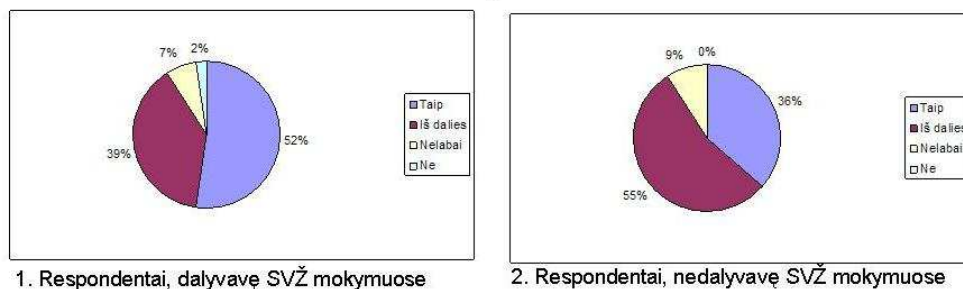 7% 2%
39%
52%
Taip
Iš dalies
Nelabai
Ne
1. Respondentai, dalyvavę SVŽ mokymuose
9% 0%
36%
55%
Taip
Iš dalies
Nelabai
Ne
2. Respondentai, nedalyvavę SVŽ mokymuose